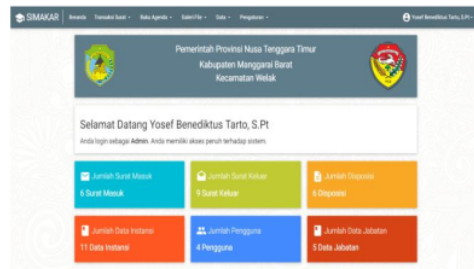 SIMAKAR Beranda Transaksi Surat Buku Agenda Galeri File Data Pengaturan Yosef Benediktus Tarto, S.Pt
Pemerintah Provinsi Nusa Tenggara Timur
Kabupaten Manggarai Barat
Kecamatan Welak
Selamat Datang Yosef Benediktus Tarto, S.Pt
Anda login sebagai Admin. Anda memiliki akses penuh terhadap sistem.
Jumlah Surat Masuk
6 Surat Masuk
Jumlah Surat Keluar
9 Surat Keluar
Jumlah Disposisi
6 Disposisi
Jumlah Data Instansi
11 Data Instansi
Jumlah Pengguna
4 Pengguna
Jumlah Data Jabatan
5 Data Jabatan